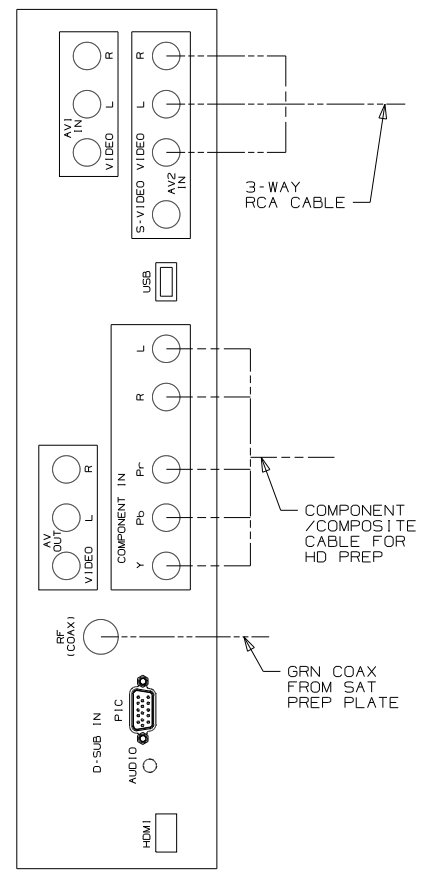 R
L
AV1
IN
VIDEO
R
L
VIDEO
AV2
IN
S-VIDEO
3-WAY
RCA CABLE
USB
L
R
Pr
Pb
Y
COMPONENT IN
R
L
AV
OUT
VIDEO
COMPONENT
/COMPOSITE
CABLE FOR
HD PREP
RF
(COAX)
GRN COAX
FROM SAT
PREP PLATE
PIC
D-SUB IN
AUDIO
HDMI